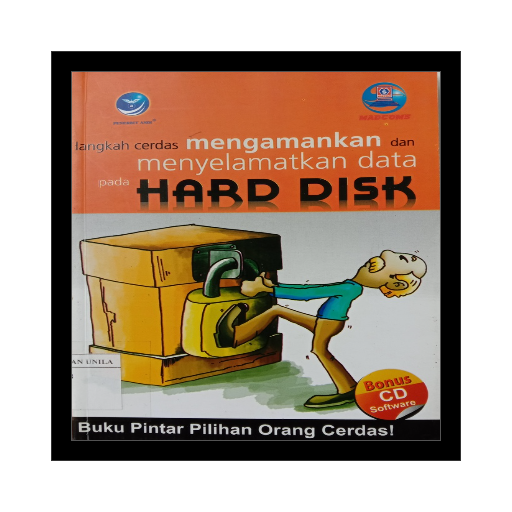 MADCOMS
langkah cerdas mengamankan dan
menyelamatkan data
pada HARD DISK
AN UNILA
Bonus
CD
Software
Buku Pintar Pilihan Orang Cerdas!